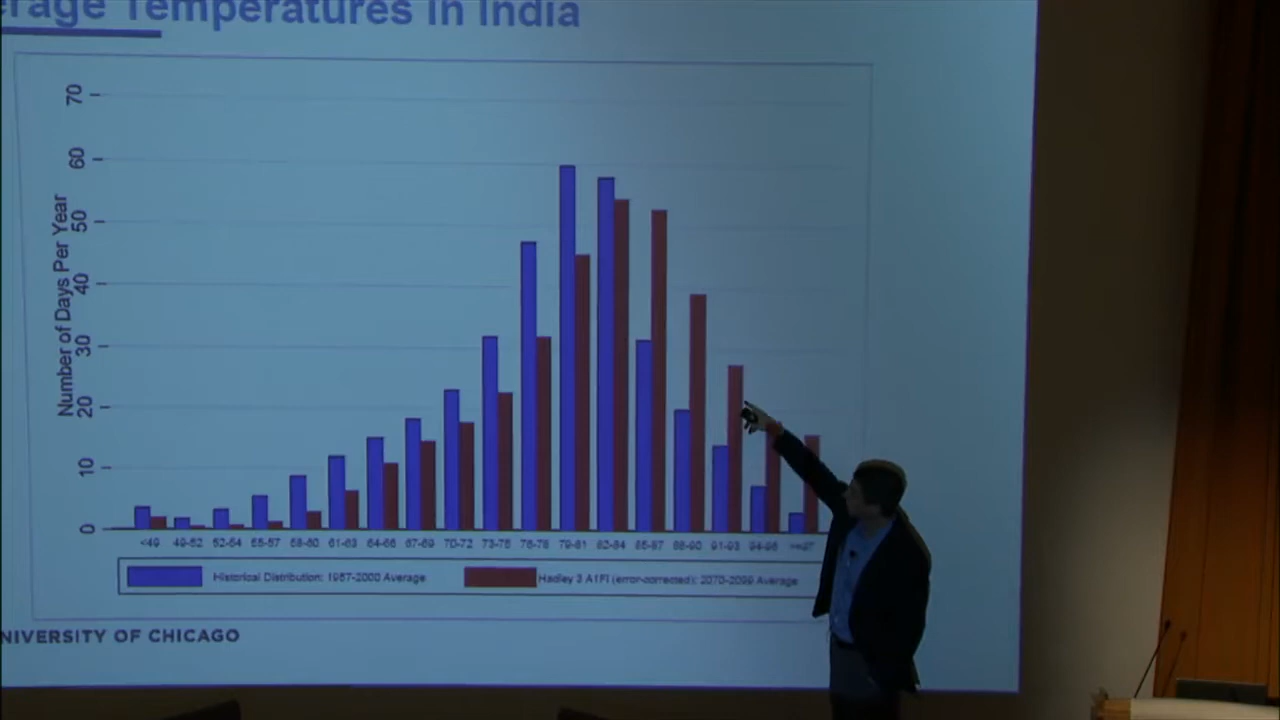 erage Temperatures in India
70
60
50
40
30
20
10
0
Number of Days Per Year
<49 49-52 52-54 55-57 58-60 61-63 64-66 67-69 70-72 73-75 76-78 79-81 82-84 85-87 88-90 91-93 94-96 >=97
Historical Distribution: 1957-2000 Average Hadley 3 A1FI (error-corrected): 2070-2099 Average
NIVERSITY OF CHICAGO